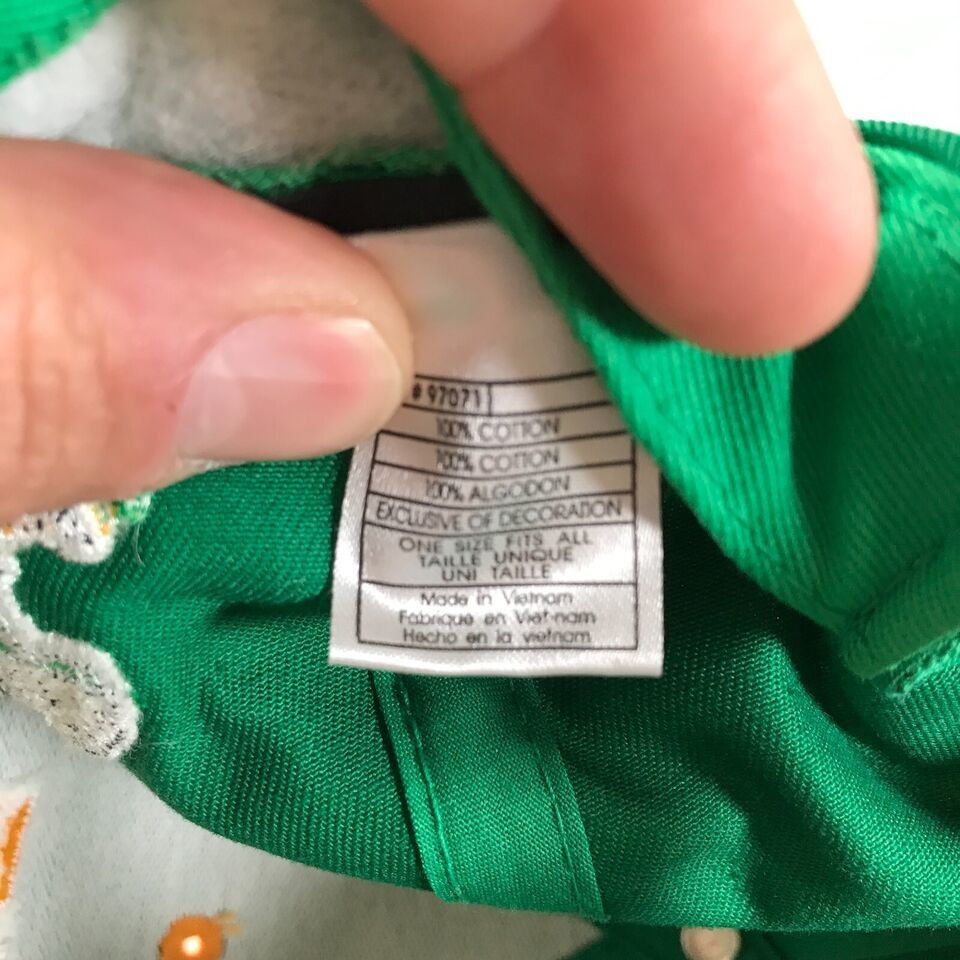 # 97071
100% COTTON
100% COTTON
100% ALGODON
EXCLUSIVE OF DECORATION
ONE SIZE FITS ALL
TAILLE UNIQUE
UNI TAILLE
Made in Vietnam
Fabrique en Viet-nam
Hecho en la vietnam